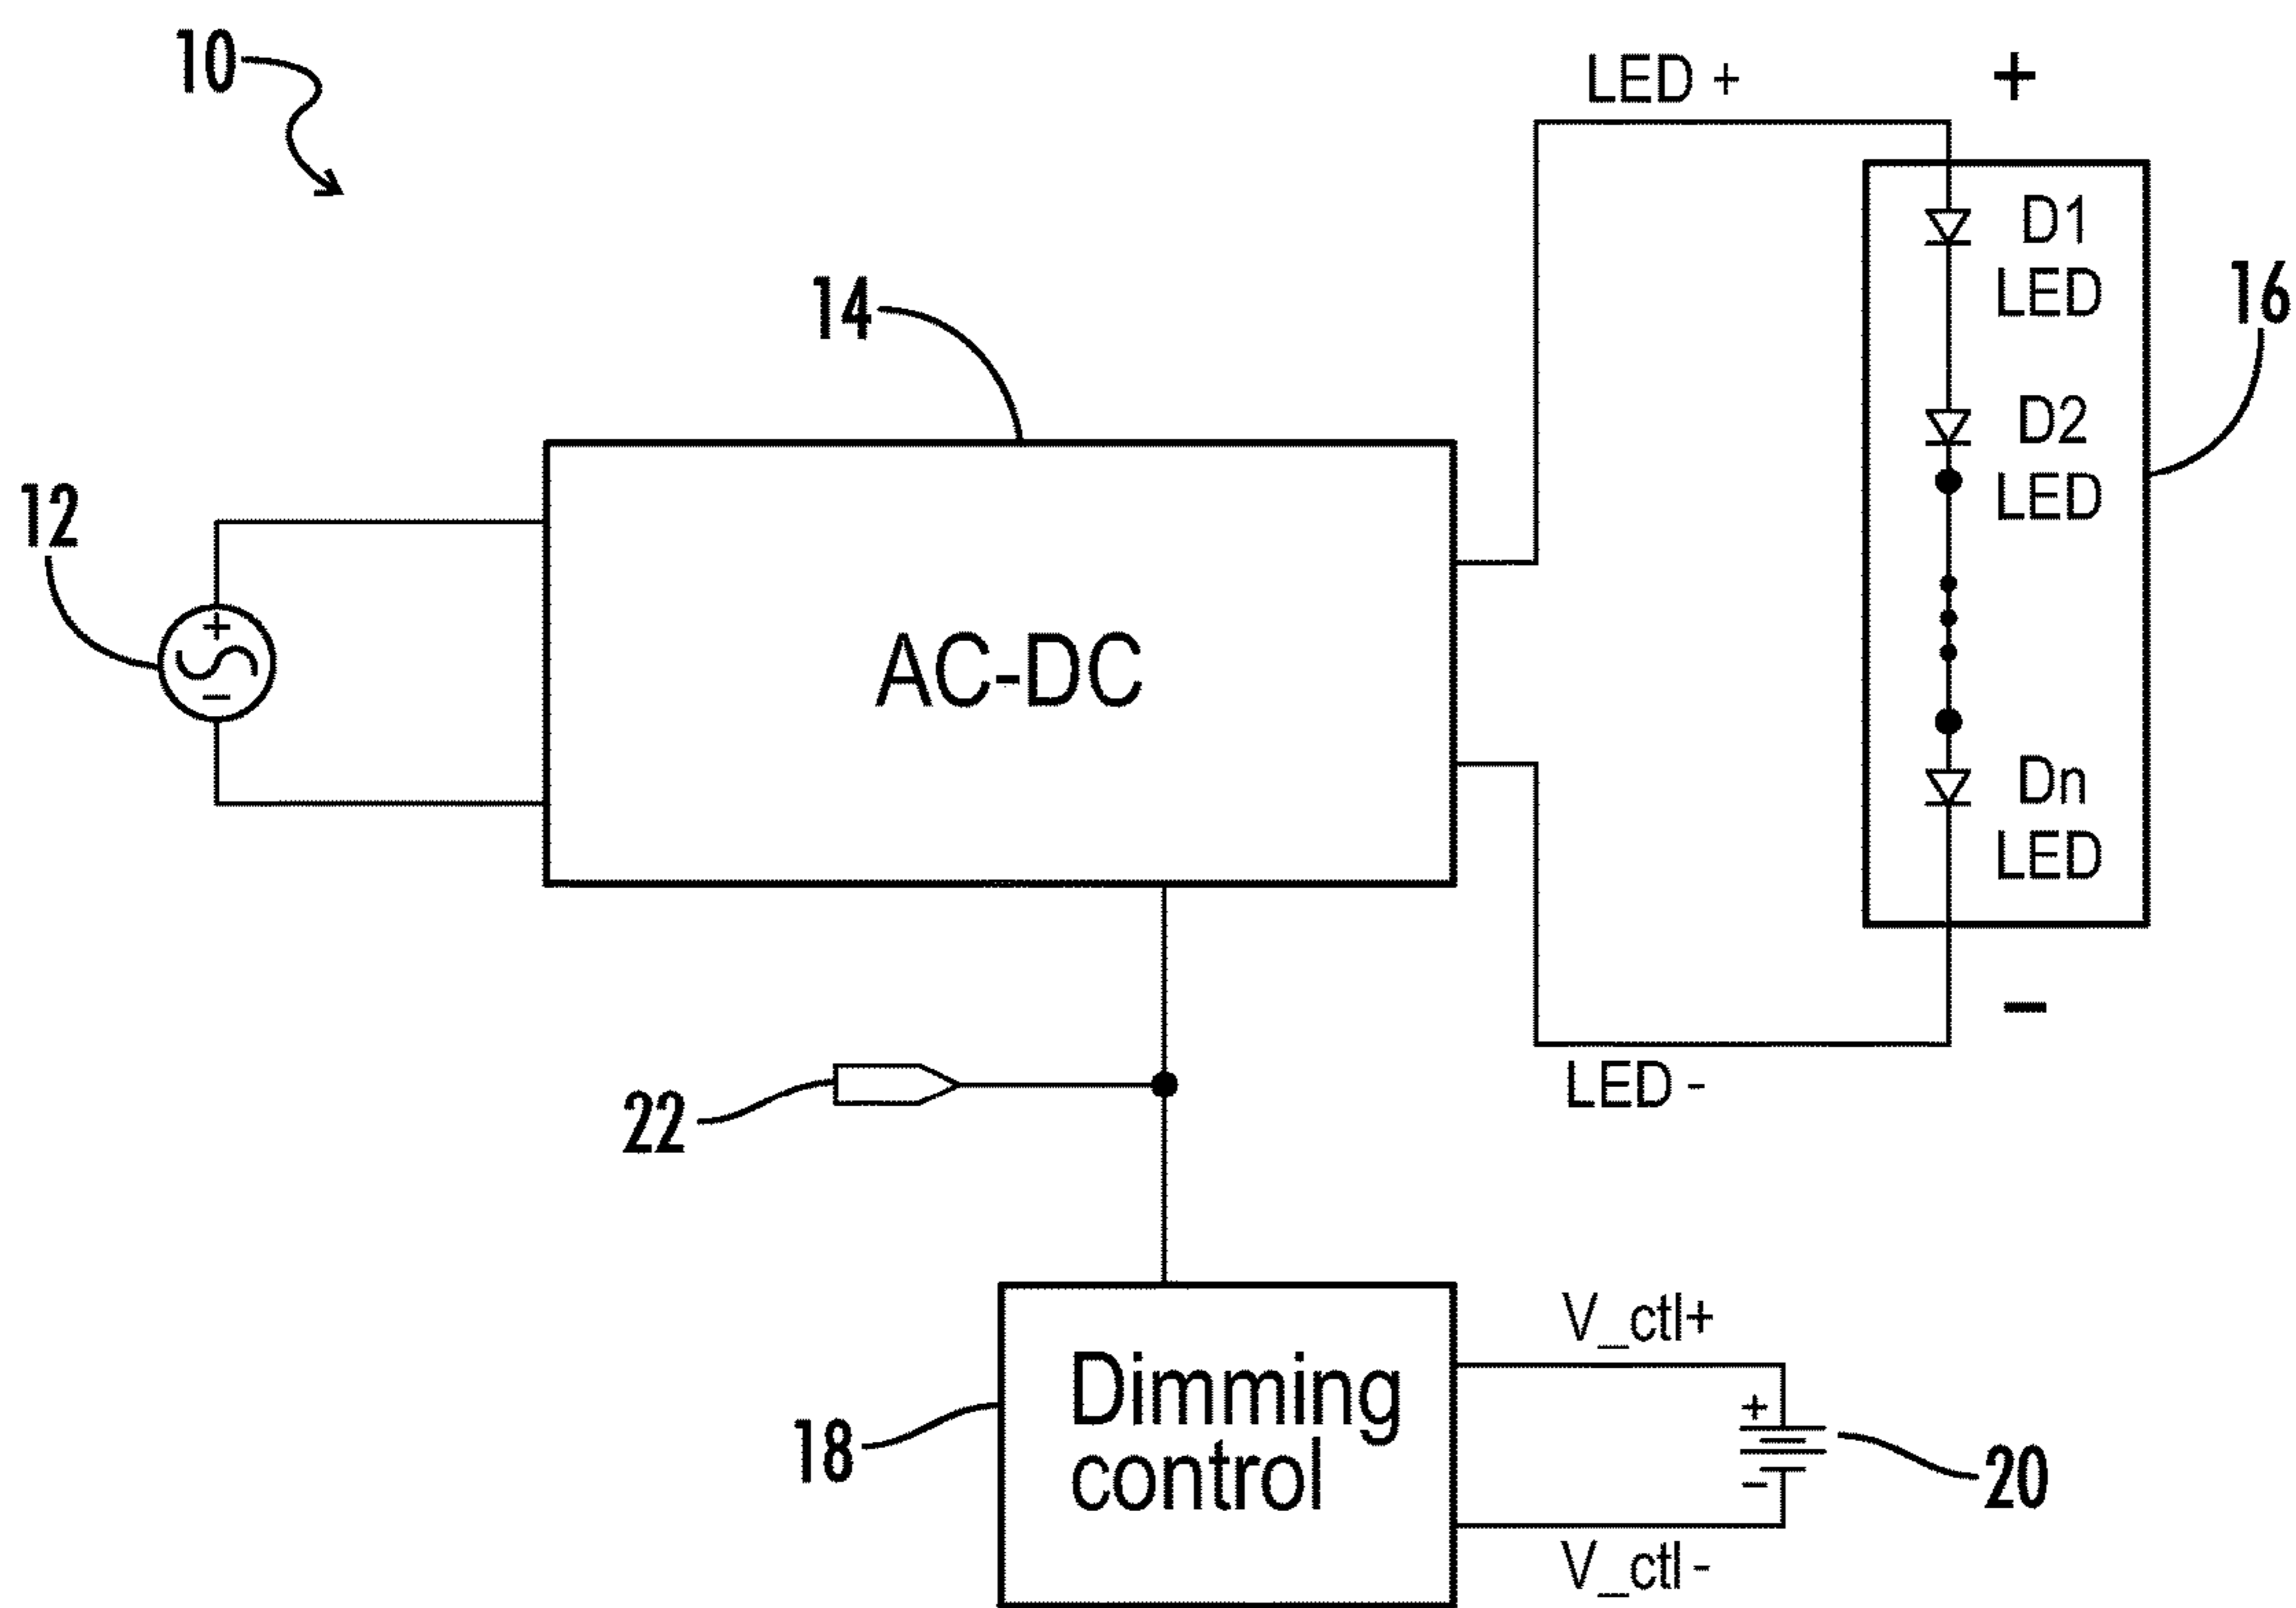 10
LED +
+
D1
LED
16
14
D2
LED
12
+
−
AC-DC
Dn
LED
−
LED -
22
V_ctl+
Dimming
control
18
+
−
20
V_ctl -